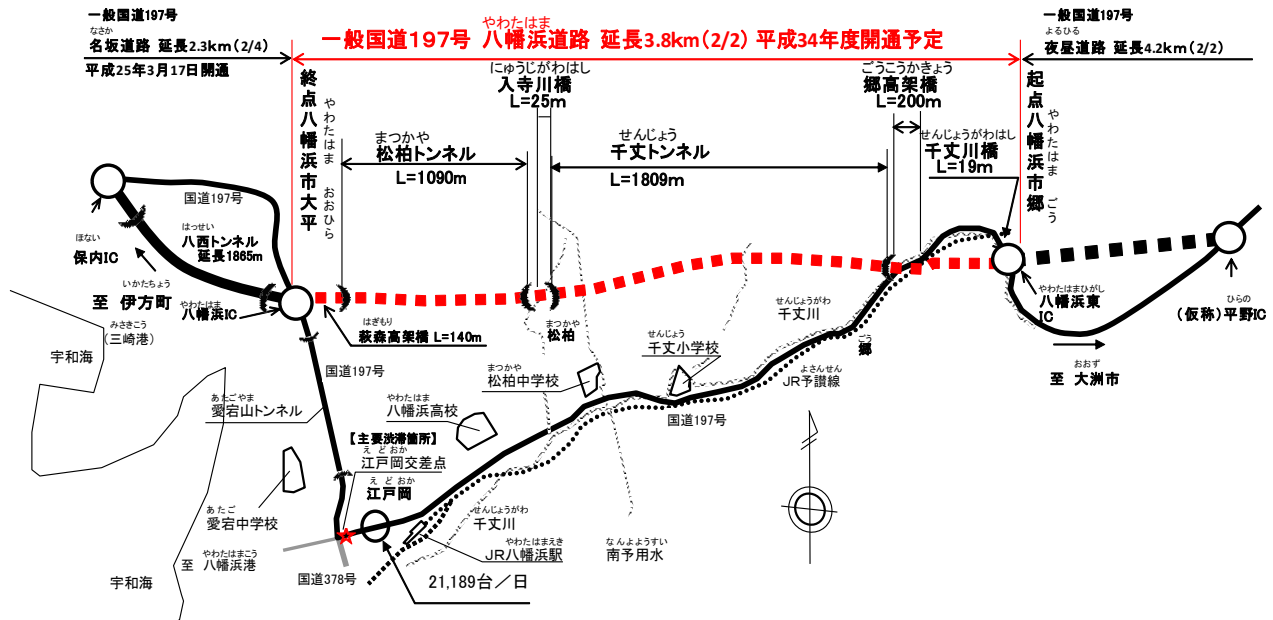 一般国道197号
なさか
名坂道路 延長2.3km(2/4)
平成25年3月17日開通
やわたはま
一般国道197号 八幡浜道路 延長3.8km(2/2) 平成34年度開通予定
一般国道197号
よるひる
夜昼道路 延長4.2km(2/2)
にゅうじがわはし
入寺川橋
L=25m
ごうこうかきょう
郷高架橋
L=200m
終点八幡浜市大平
やわたはま おおひら
まつかや
松柏トンネル
L=1090m
せんじょう
千丈トンネル
L=1809m
せんじょうがわはし
千丈川橋
L=19m
起点八幡浜市郷
やわたはま ごう
国道197号
ほない
保内IC
はっせい
八西トンネル
延長1865m
いかたちょう
至 伊方町
やわたはま
八幡浜IC
はぎもり
萩森高架橋 L=140m
まつかや
松柏
せんじょうがわ
千丈川
ごう
郷
やわたはまひがし
八幡浜東
IC
ひらの
(仮称)平野IC
おおず
至 大洲市
みさきこう
(三崎港)
宇和海
国道197号
まつかや
松柏中学校
せんじょう
千丈小学校
よさんせん
JR予讃線
国道197号
あたごやま
愛宕山トンネル
やわたはま
八幡浜高校
【主要渋滞箇所】
えどおか
江戸岡交差点
えどおか
江戸岡
あたご
愛宕中学校
せんじょうがわ
千丈川
やわたはまえき
JR八幡浜駅
なんようようすい
南予用水
やわたはまこう
至 八幡浜港
宇和海
国道378号
21,189台/日